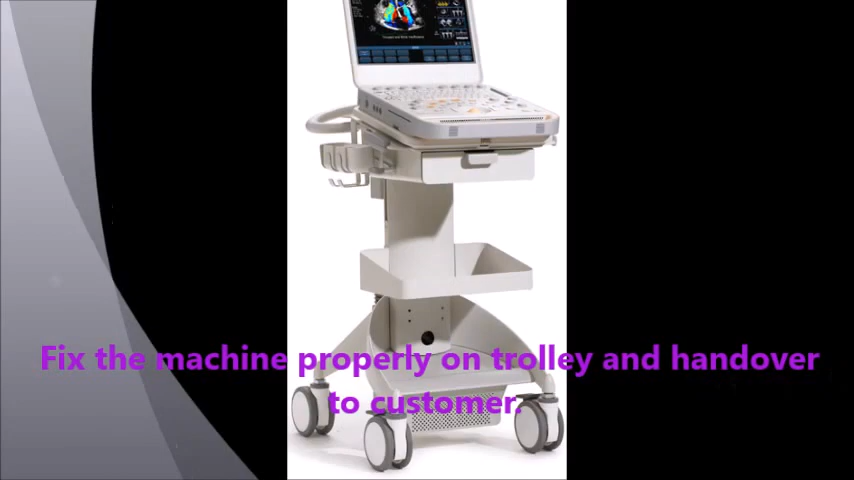 Fix the machine properly on trolley and handover
to customer.